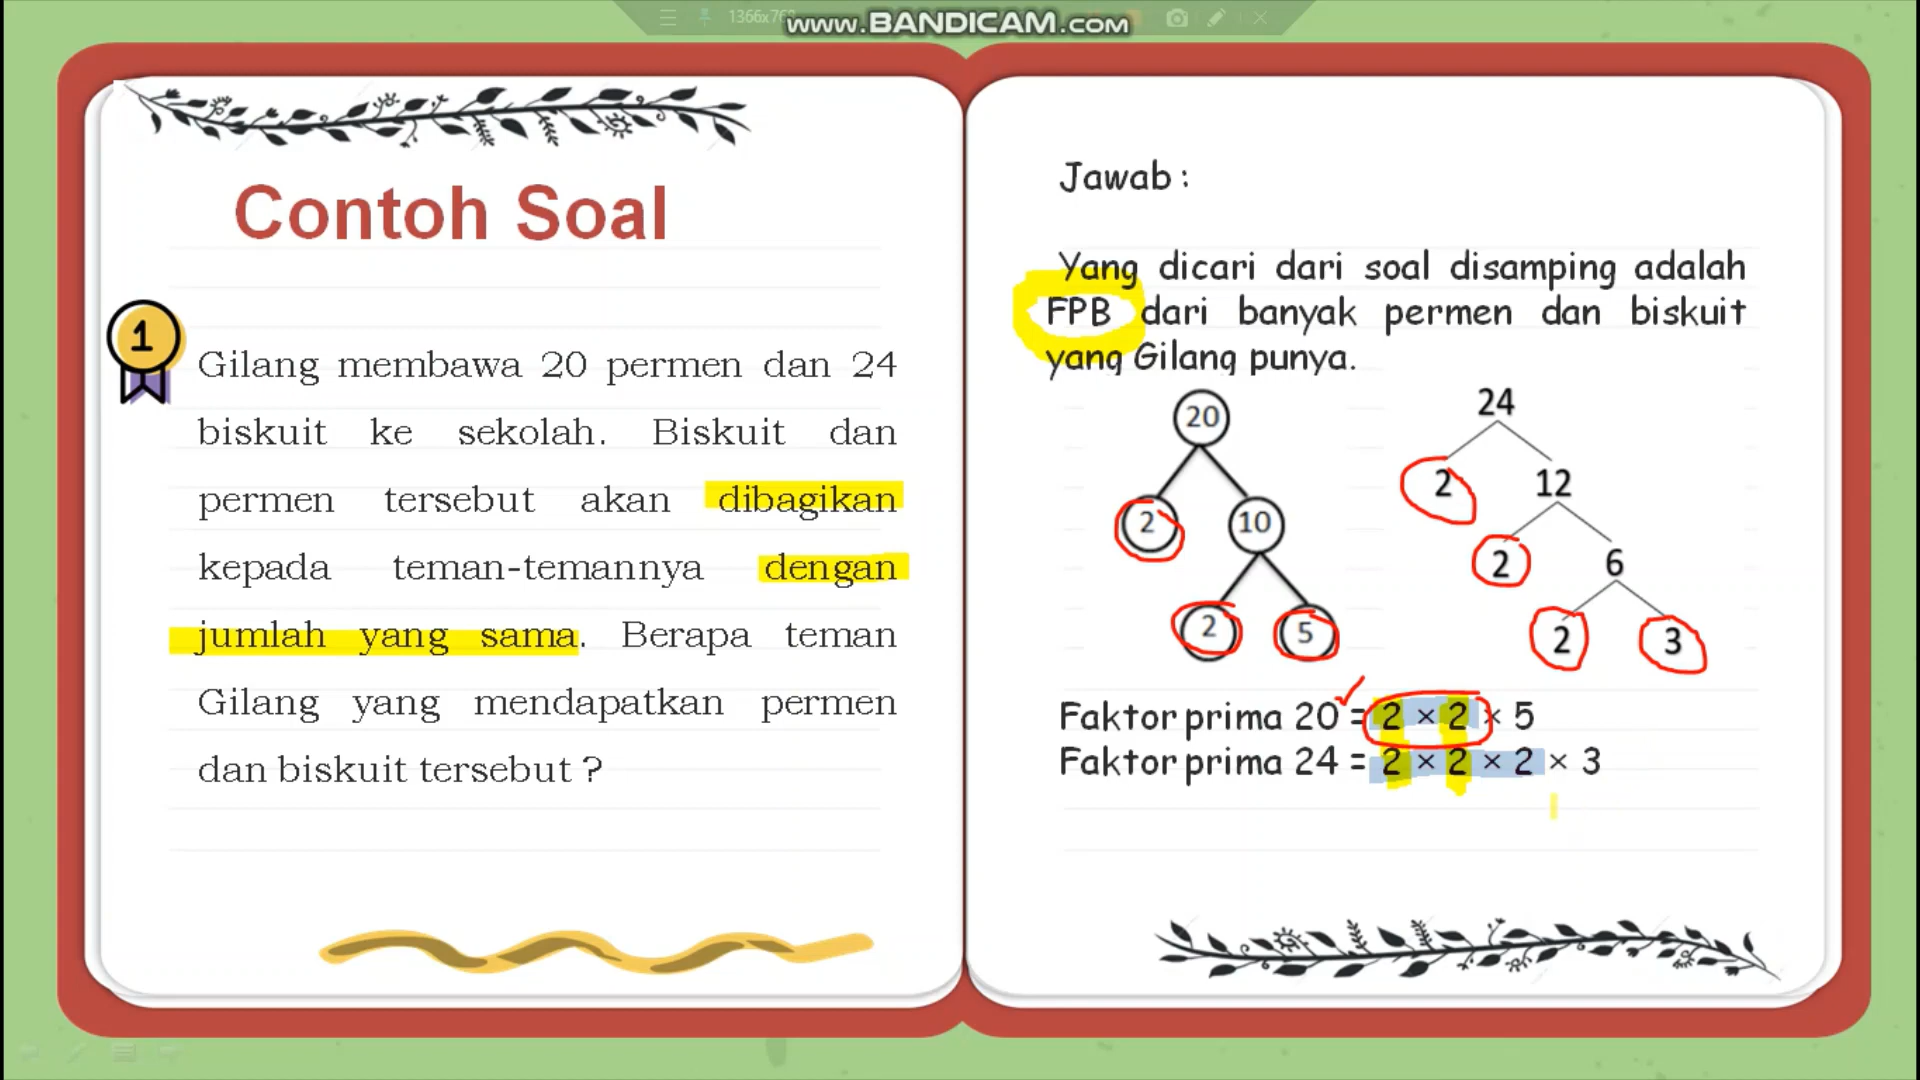 www.BANDICAM.com
Contoh Soal
1
Gilang membawa 20 permen dan 24
biskuit ke sekolah. Biskuit dan
permen tersebut akan dibagikan
kepada teman-temannya dengan
jumlah yang sama. Berapa teman
Gilang yang mendapatkan permen
dan biskuit tersebut ?
Jawab :
Yang dicari dari soal disamping adalah
FPB dari banyak permen dan biskuit
yang Gilang punya.
20
2 10
2 5
24
2 12
2 6
2 3
Faktor prima 20 = 2 × 2 × 5
Faktor prima 24 = 2 × 2 × 2 × 3